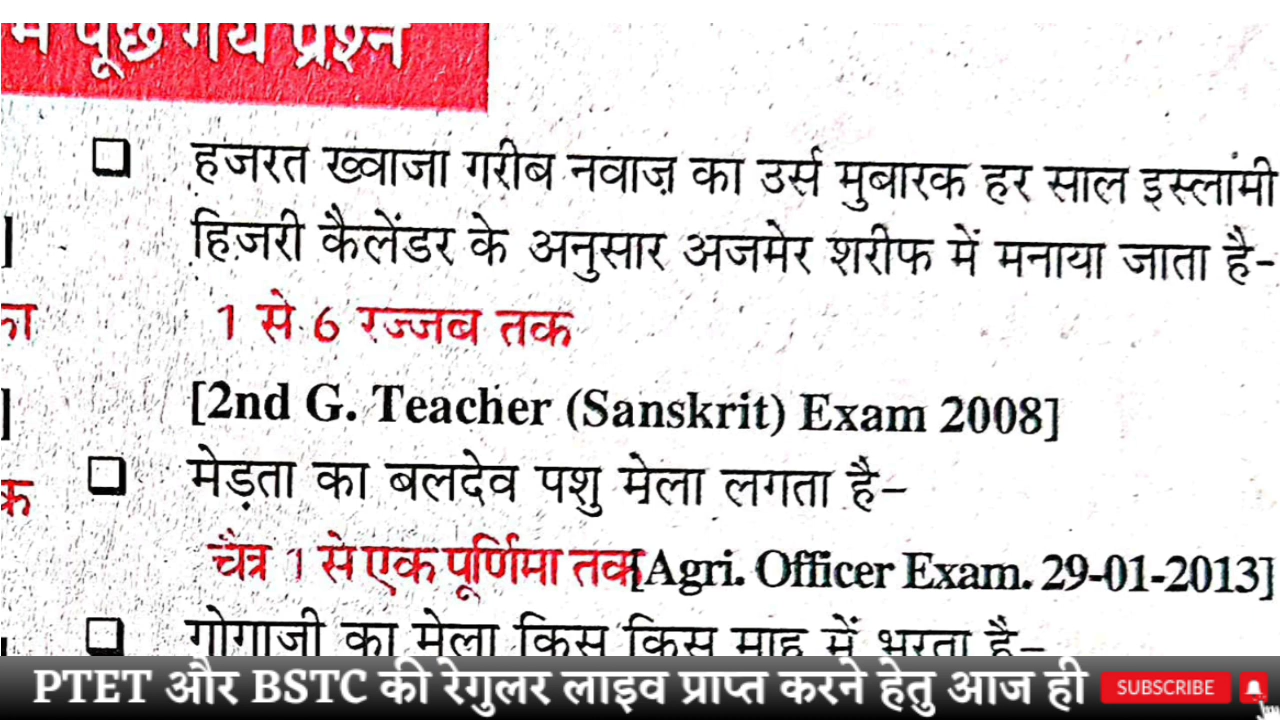 में पूछे गये प्रश्न
हजरत ख्वाजा गरीब नवाज़ का उर्स मुबारक हर साल इस्लांमी
]
हिजरी कैलेंडर के अनुसार अजमेर शरीफ में मनाया जाता है-
का
1 से 6 रज्जब तक
]
[2nd G. Teacher (Sanskrit) Exam 2008]
मेड़ता का बलदेव पशु मेला लगता है-
क
चैत्र 1 से एक पूर्णिमा तक [Agri. Officer Exam. 29-01-2013]
गोगाजी का मेला किस किस माह में भरता है-
PTET और BSTC की रेगुलर लाइव प्राप्त करने हेतु आज ही SUBSCRIBE